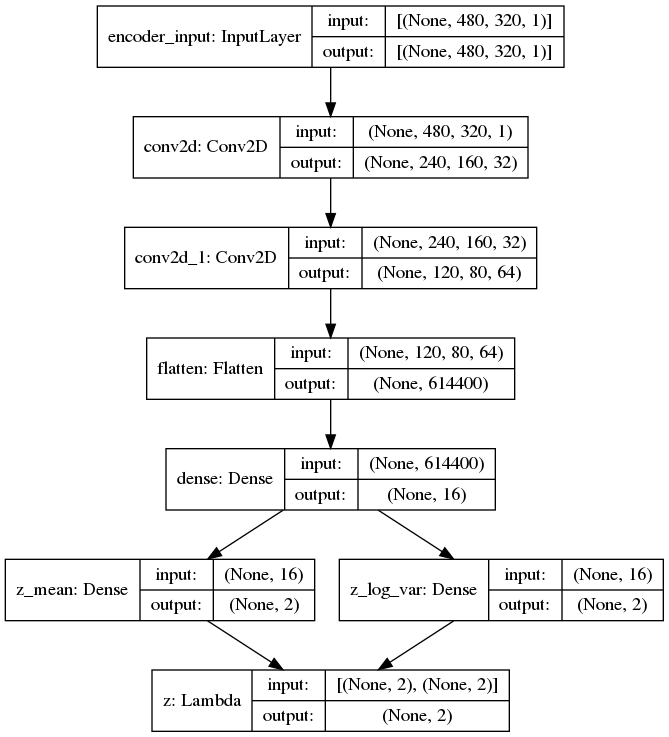 encoder_input: InputLayer
input:
[(None, 480, 320, 1)]
output:
[(None, 480, 320, 1)]
conv2d: Conv2D
input:
(None, 480, 320, 1)
output:
(None, 240, 160, 32)
conv2d_1: Conv2D
input:
(None, 240, 160, 32)
output:
(None, 120, 80, 64)
flatten: Flatten
input:
(None, 120, 80, 64)
output:
(None, 614400)
dense: Dense
input:
(None, 614400)
output:
(None, 16)
z_mean: Dense
input:
(None, 16)
output:
(None, 2)
z_log_var: Dense
input:
(None, 16)
output:
(None, 2)
z: Lambda
input:
[(None, 2), (None, 2)]
output:
(None, 2)